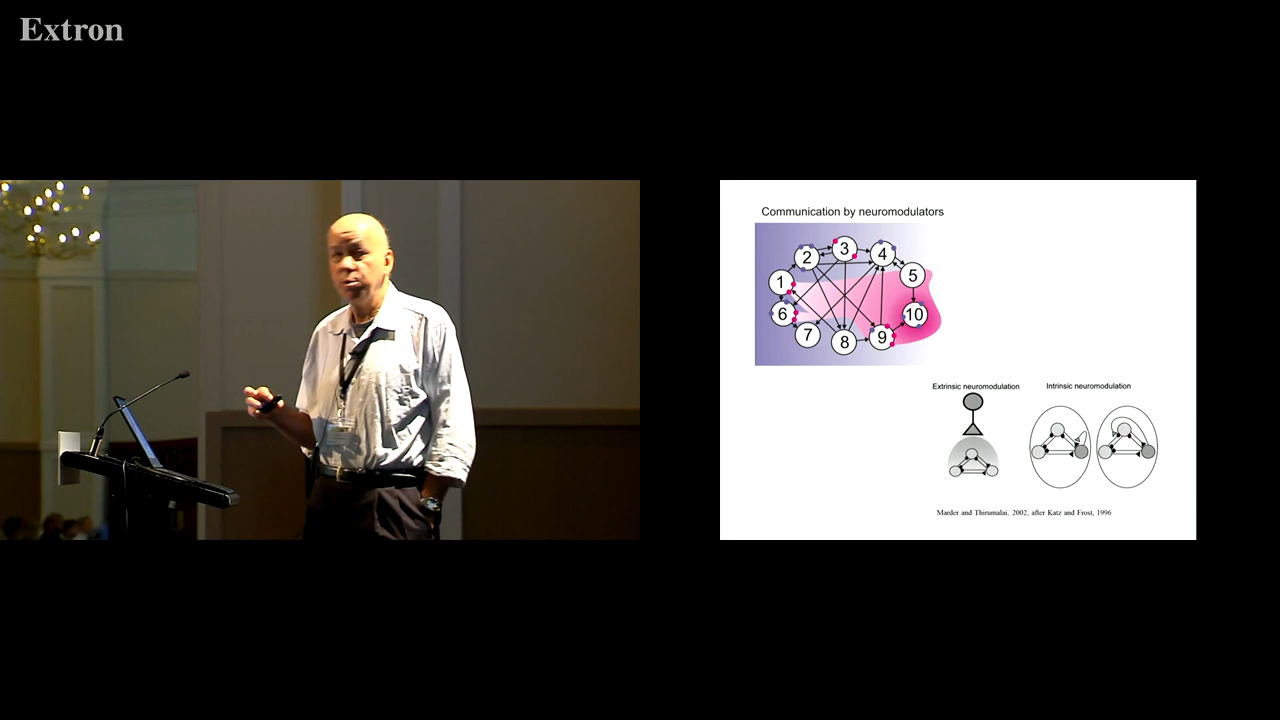 Extron
Communication by neuromodulators
3
2
4
5
1
6
10
7
8
9
Extrinsic neuromodulation
Intrinsic neuromodulation
Marder and Thirumalai, 2002, after Katz and Frost, 1996